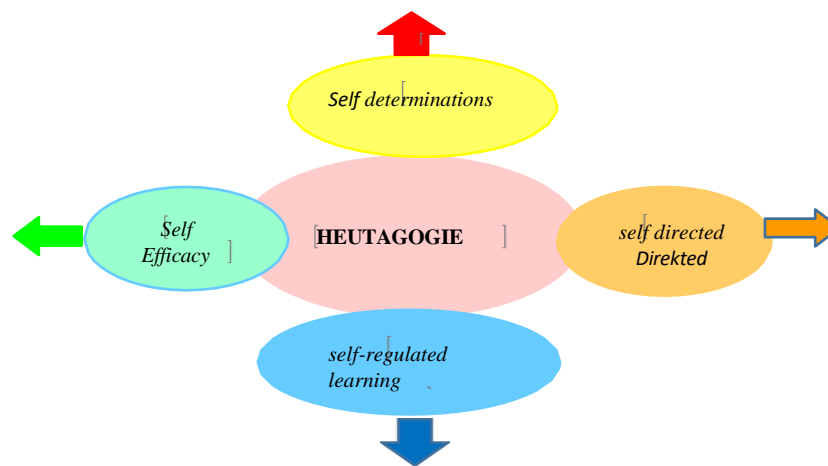 Self determinations
Self
Efficacy
[HEUTAGOGIE ]
self directed
Direkted
self-regulated
learning